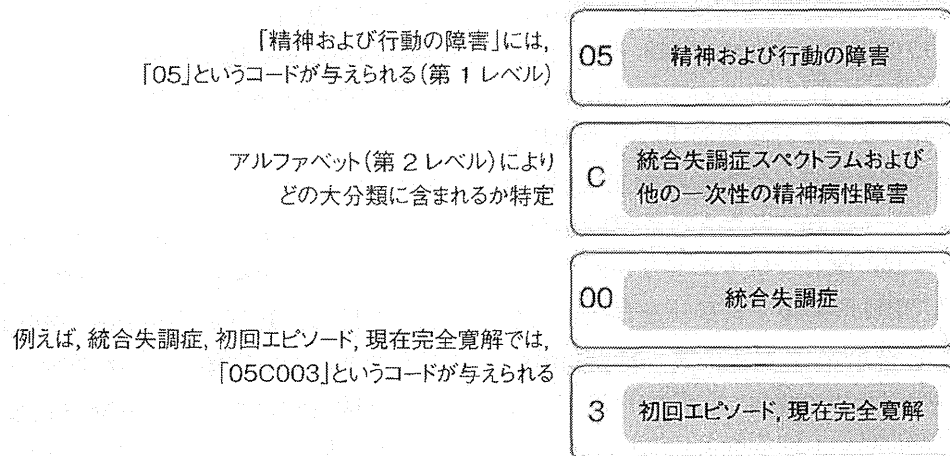 「精神および行動の障害」には,
「05」というコードが与えられる(第 1 レベル)
05 精神および行動の障害
アルファベット(第 2 レベル)により
どの大分類に含まれるか特定
C 統合失調症スペクトラムおよび
他の一次性の精神病性障害
00 統合失調症
例えば, 統合失調症, 初回エピソード, 現在完全寛解では,
「05C003」というコードが与えられる
3 初回エピソード, 現在完全寛解